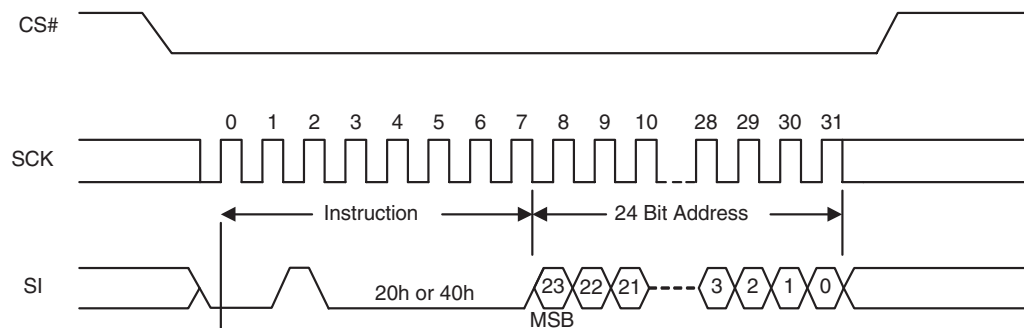 CS#
0 1 2 3 4 5 6 7 8 9 10 28 29 30 31
SCK
Instruction 24 Bit Address
SI 20h or 40h 23 22 21 3 2 1 0
MSB